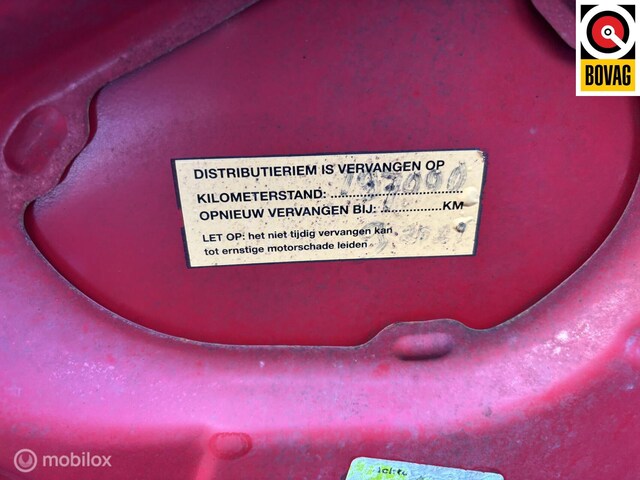 BOVAG
DISTRIBUTIERIEM IS VERVANGEN OP
KILOMETERSTAND: ..............................
OPNIEUW VERVANGEN BIJ: ...............KM
LET OP: het niet tijdig vervangen kan
tot ernstige motorschade leiden
mobilox